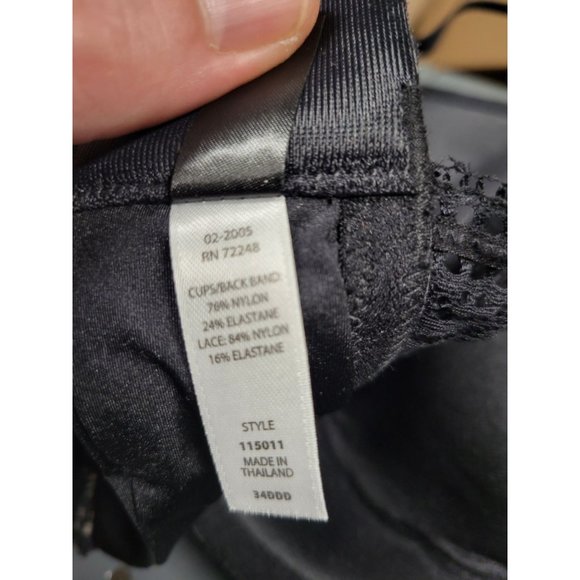 02-2005
RN 72248
CUPS/BACK BAND:
76% NYLON
24% ELASTANE
LACE: 84% NYLON
16% ELASTANE
STYLE
115011
MADE IN
THAILAND
34DDD